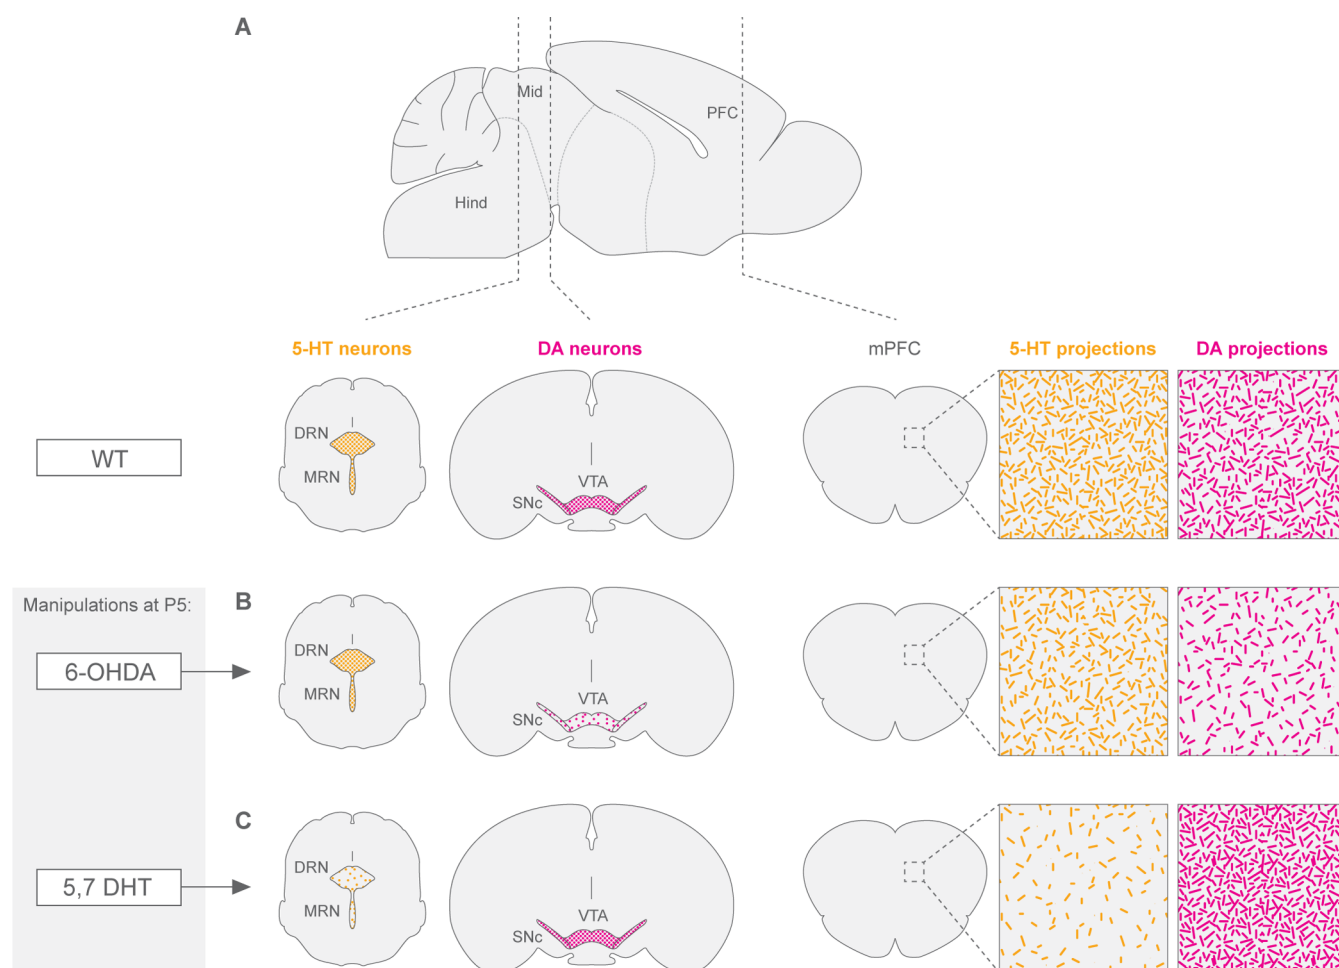 A
Mid
PFC
Hind
5-HT neurons
DA neurons
mPFC
5-HT projections
DA projections
WT
DRN
MRN
VTA
SNc
Manipulations at P5:
B
6-OHDA
DRN
MRN
VTA
SNc
C
5,7 DHT
DRN
MRN
VTA
SNc